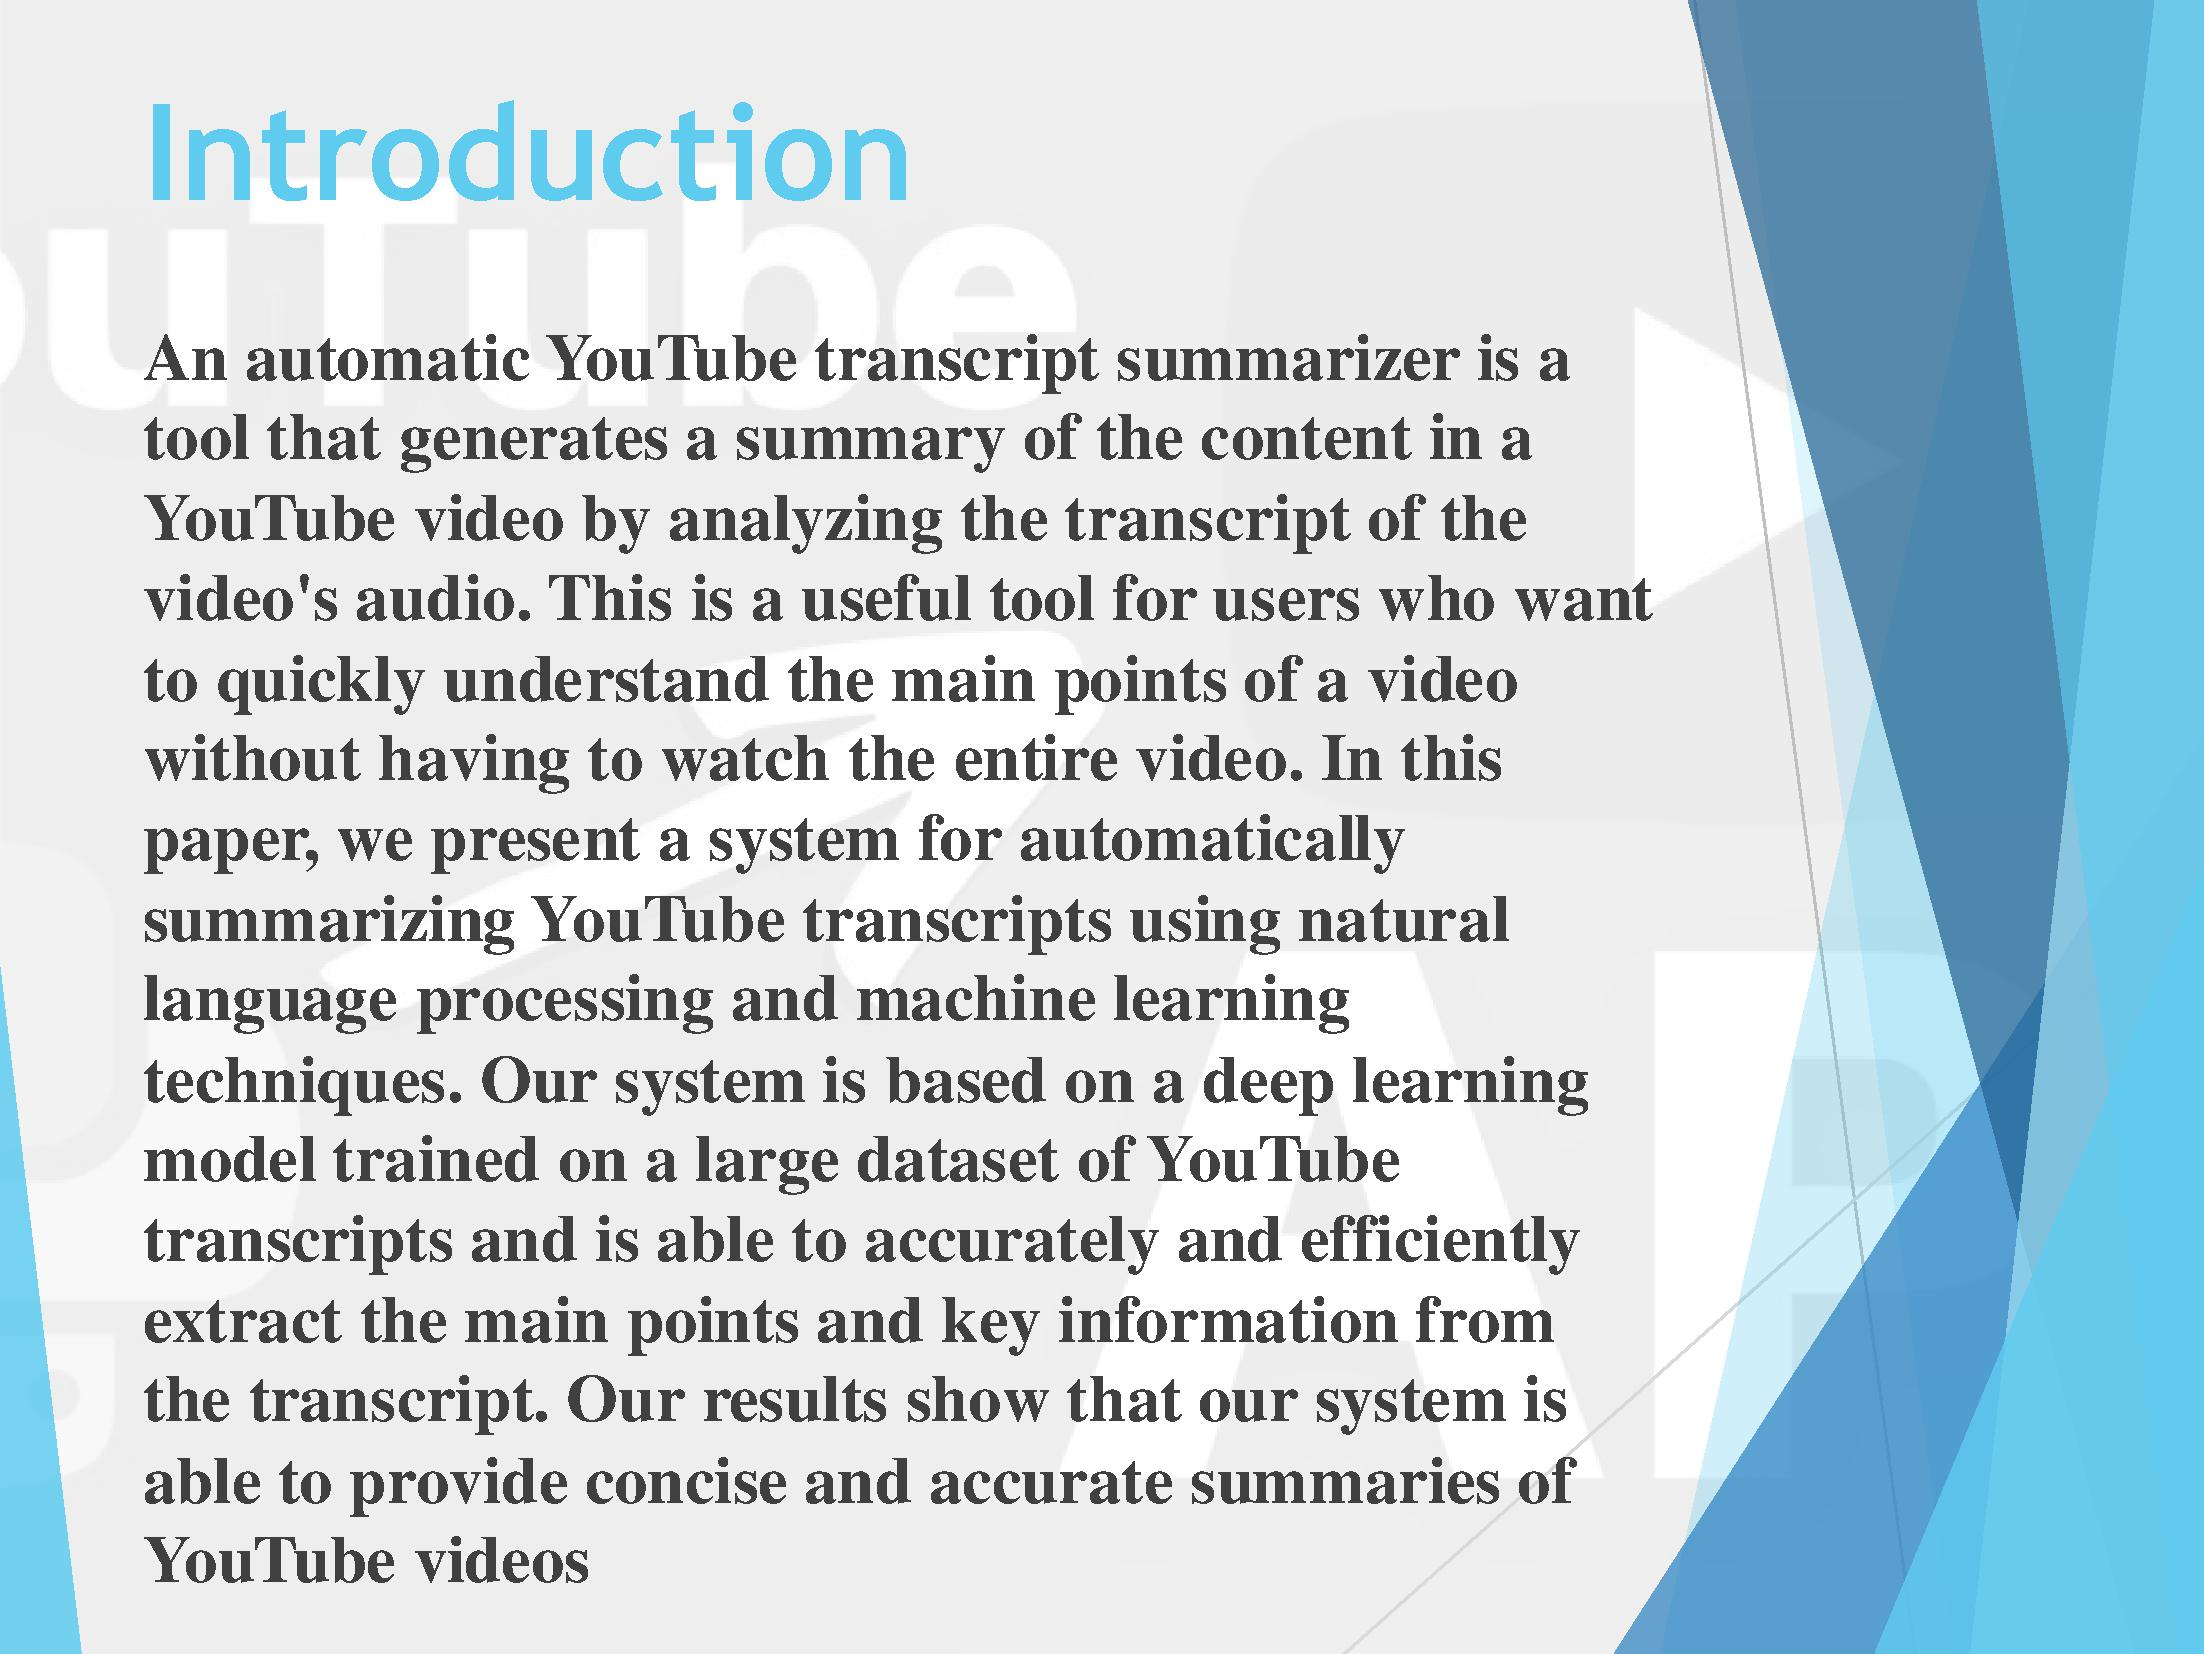 Introduction
ouTube
An automatic YouTube transcript summarizer is a
tool that generates a summary of the content in a
YouTube video by analyzing the transcript of the
video's audio. This is a useful tool for users who want
to quickly understand the main points of a video
without having to watch the entire video. In this
paper, we present a system for automatically
summarizing YouTube transcripts using natural
language processing and machine learning
techniques. Our system is based on a deep learning
model trained on a large dataset of YouTube
transcripts and is able to accurately and efficiently
extract the main points and key information from
the transcript. Our results show that our system is
able to provide concise and accurate summaries of
YouTube videos
AP